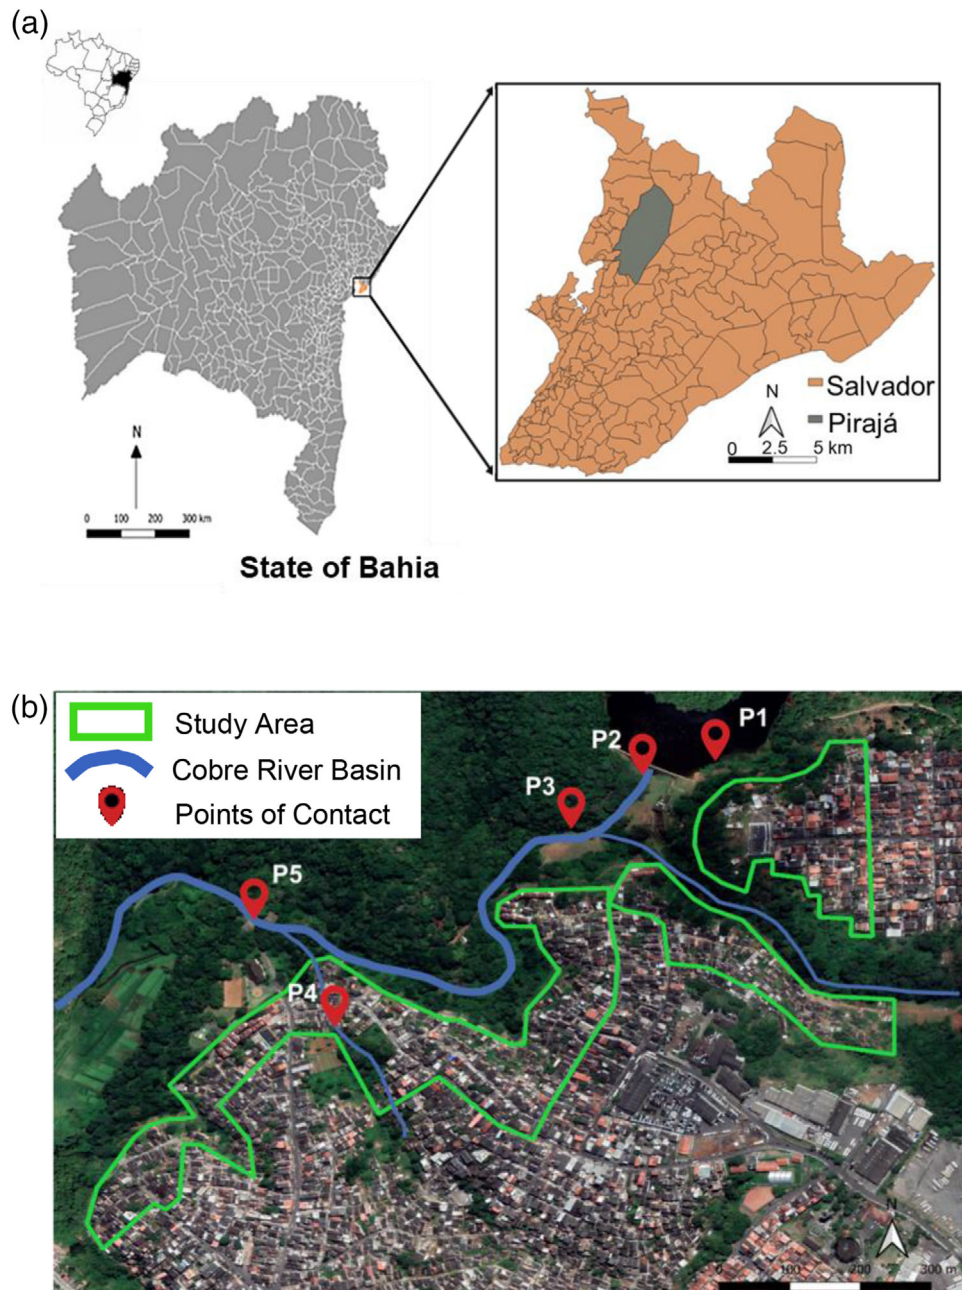 (a)
N
0 100 200 300 km
State of Bahia
Salvador
Pirajá
N
0 2.5 5 km
(b)
Study Area
Cobre River Basin
Points of Contact
P1
P2
P3
P5
P4
N
0 100 200 300 m